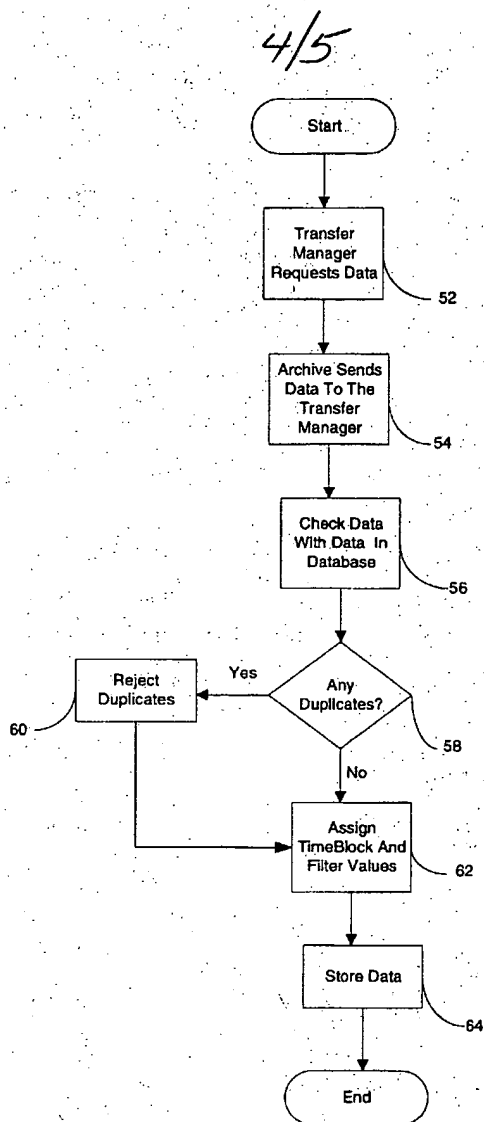 4/5
Start
Transfer
Manager
Requests Data
52
Archive Sends
Data To The
Transfer
Manager
54
Check Data
With Data In
Database
56
Any
Duplicates?
58
Yes
Reject
Duplicates
60
No
Assign
TimeBlock And
Filter Values
62
Store Data
64
End